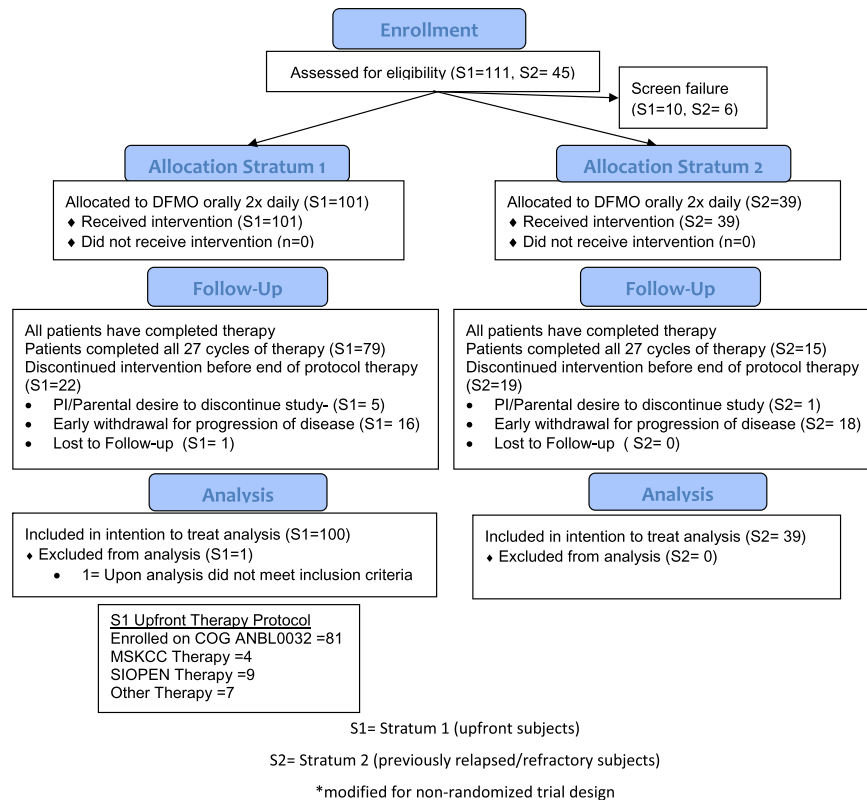 Enrollment
Assessed for eligibility (S1=111, S2= 45)
Screen failure
(S1=10, S2= 6)
Allocation Stratum 1
Allocated to DFMO orally 2x daily (S1=101)
♦ Received intervention (S1=101)
♦ Did not receive intervention (n=0)
Allocation Stratum 2
Allocated to DFMO orally 2x daily (S2=39)
♦ Received intervention (S2= 39)
♦ Did not receive intervention (n=0)
Follow-Up
All patients have completed therapy
Patients completed all 27 cycles of therapy (S1=79)
Discontinued intervention before end of protocol therapy
(S1=22)
• PI/Parental desire to discontinue study- (S1= 5)
• Early withdrawal for progression of disease (S1= 16)
• Lost to Follow-up (S1= 1)
Follow-Up
All patients have completed therapy
Patients completed all 27 cycles of therapy (S2=15)
Discontinued intervention before end of protocol therapy
(S2=19)
• PI/Parental desire to discontinue study (S2= 1)
• Early withdrawal for progression of disease (S2= 18)
• Lost to Follow-up ( S2= 0)
Analysis
Included in intention to treat analysis (S1=100)
♦ Excluded from analysis (S1=1)
• 1= Upon analysis did not meet inclusion criteria
Analysis
Included in intention to treat analysis (S2= 39)
♦ Excluded from analysis (S2= 0)
S1 Upfront Therapy Protocol
Enrolled on COG ANBL0032 =81
MSKCC Therapy =4
SIOPEN Therapy =9
Other Therapy =7
S1= Stratum 1 (upfront subjects)
S2= Stratum 2 (previously relapsed/refractory subjects)
*modified for non-randomized trial design